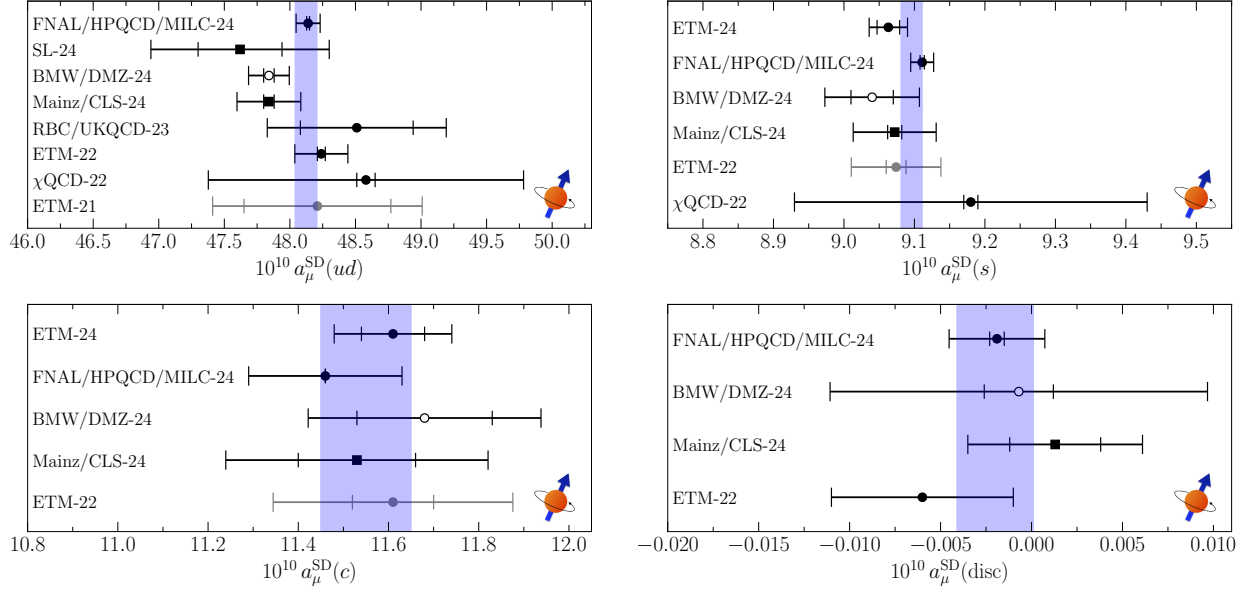 FNAL/HPQCD/MILC-24
SL-24
BMW/DMZ-24
Mainz/CLS-24
RBC/UKQCD-23
ETM-22
χQCD-22
ETM-21
46.0 46.5 47.0 47.5 48.0 48.5 49.0 49.5 50.0
10^{10} a_μ^{SD}(ud)
ETM-24
FNAL/HPQCD/MILC-24
BMW/DMZ-24
Mainz/CLS-24
ETM-22
χQCD-22
8.8 8.9 9.0 9.1 9.2 9.3 9.4 9.5
10^{10} a_μ^{SD}(s)
ETM-24
FNAL/HPQCD/MILC-24
BMW/DMZ-24
Mainz/CLS-24
ETM-22
10.8 11.0 11.2 11.4 11.6 11.8 12.0
10^{10} a_μ^{SD}(c)
FNAL/HPQCD/MILC-24
BMW/DMZ-24
Mainz/CLS-24
ETM-22
−0.020 −0.015 −0.010 −0.005 0.000 0.005 0.010
10^{10} a_μ^{SD}(disc)